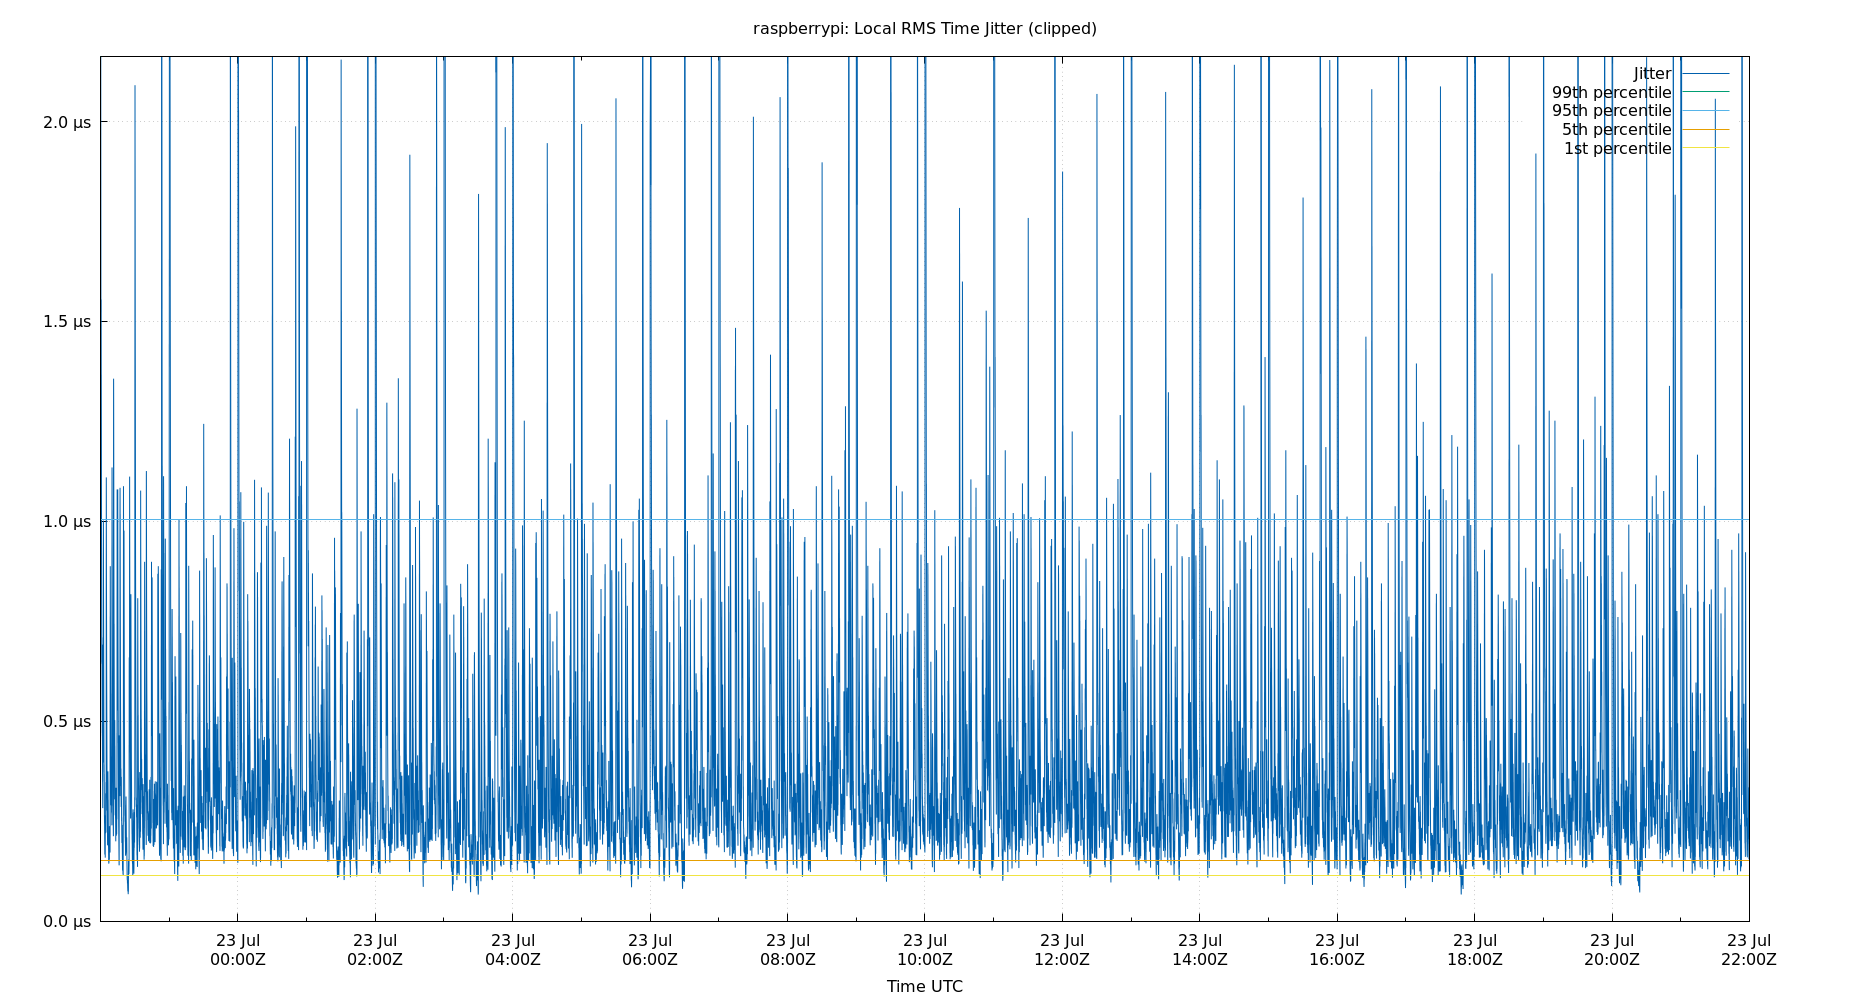 raspberrypi: Local RMS Time Jitter (clipped)
Jitter
99th percentile
95th percentile
5th percentile
1st percentile
2.0 µs
1.5 µs
1.0 µs
0.5 µs
0.0 µs
23 Jul 23 Jul 23 Jul 23 Jul 23 Jul 23 Jul 23 Jul 23 Jul 23 Jul 23 Jul 23 Jul 23 Jul
00:00Z 02:00Z 04:00Z 06:00Z 08:00Z 10:00Z 12:00Z 14:00Z 16:00Z 18:00Z 20:00Z 22:00Z
Time UTC